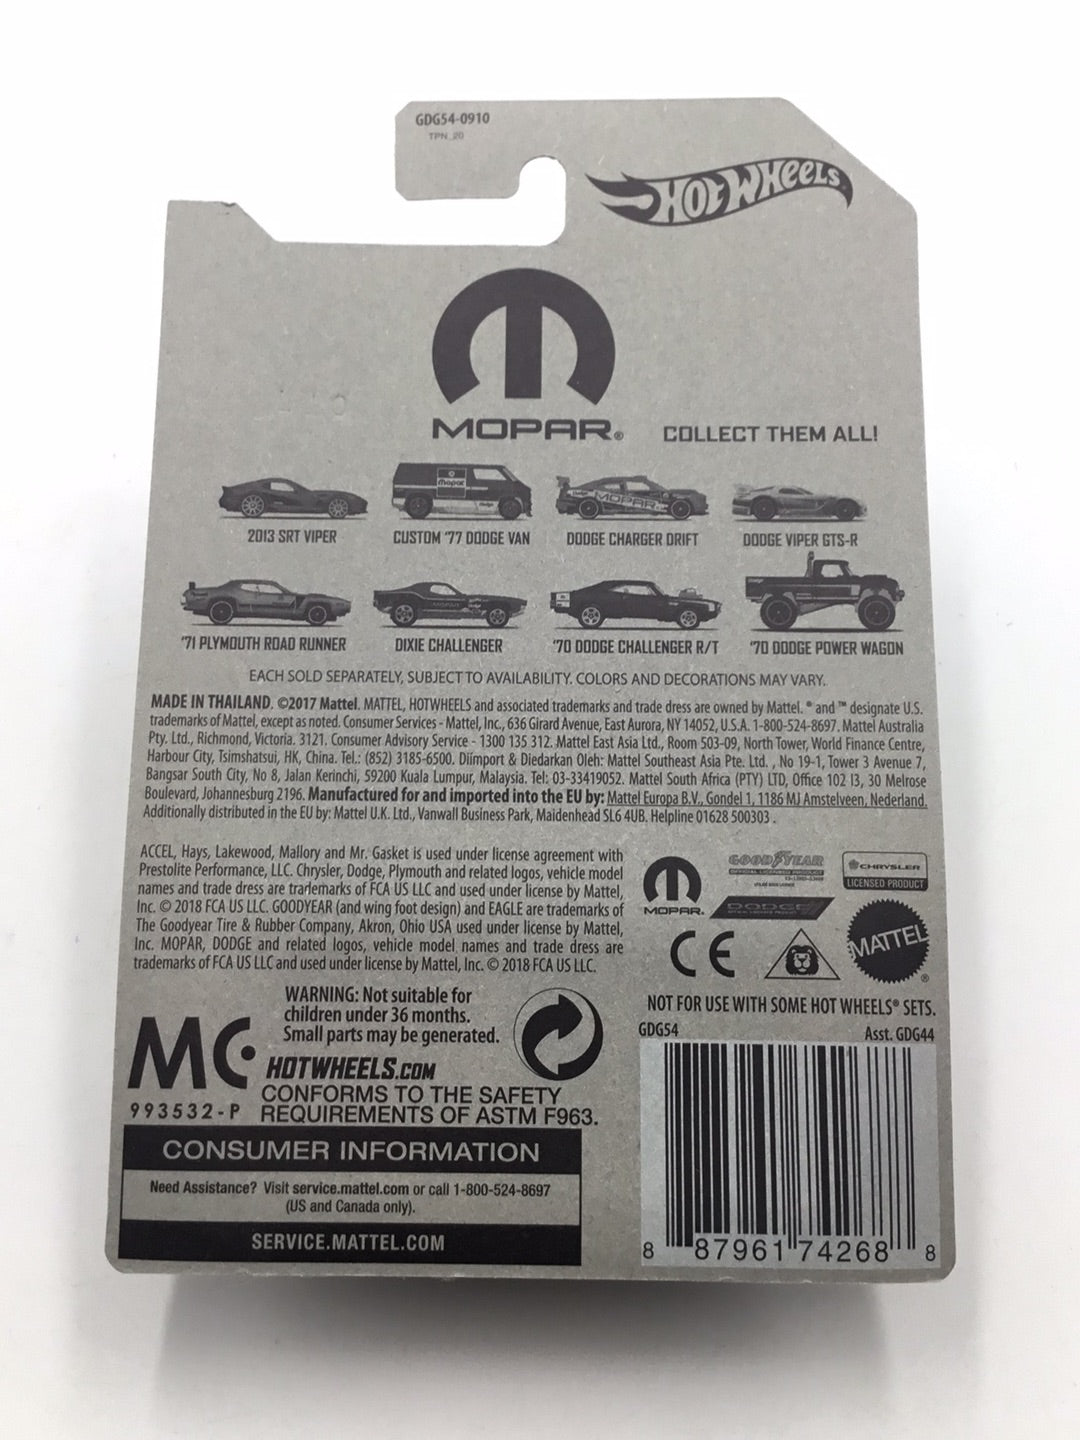 GDG54-0910
TPN_20
HOT WHEELS
MOPAR®
COLLECT THEM ALL!
Mopar
MOPAR
2013 SRT VIPER
CUSTOM '77 DODGE VAN
DODGE CHARGER DRIFT
DODGE VIPER GTS-R
MOPAR
'71 PLYMOUTH ROAD RUNNER
DIXIE CHALLENGER
'70 DODGE CHALLENGER R/T
'70 DODGE POWER WAGON
EACH SOLD SEPARATELY, SUBJECT TO AVAILABILITY. COLORS AND DECORATIONS MAY VARY.
MADE IN THAILAND. ©2017 Mattel. MATTEL, HOTWHEELS and associated trademarks and trade dress are owned by Mattel. ® and ™ designate U.S.
trademarks of Mattel, except as noted. Consumer Services - Mattel, Inc., 636 Girard Avenue, East Aurora, NY 14052, U.S.A. 1-800-524-8697. Mattel Australia
Pty. Ltd., Richmond, Victoria. 3121. Consumer Advisory Service - 1300 135 312. Mattel East Asia Ltd., Room 503-09, North Tower, World Finance Centre,
Harbour City, Tsimshatsui, HK, China. Tel.: (852) 3185-6500. Diimport & Diedarkan Oleh: Mattel Southeast Asia Pte. Ltd. , No 19-1, Tower 3 Avenue 7,
Bangsar South City, No 8, Jalan Kerinchi, 59200 Kuala Lumpur, Malaysia. Tel: 03-33419052. Mattel South Africa (PTY) LTD, Office 102 I3, 30 Melrose
Boulevard, Johannesburg 2196. Manufactured for and imported into the EU by: Mattel Europa B.V., Gondel 1, 1186 MJ Amstelveen, Nederland.
Additionally distributed in the EU by: Mattel U.K. Ltd., Vanwall Business Park, Maidenhead SL6 4UB. Helpline 01628 500303 .
ACCEL, Hays, Lakewood, Mallory and Mr. Gasket is used under license agreement with
Prestolite Performance, LLC. Chrysler, Dodge, Plymouth and related logos, vehicle model
names and trade dress are trademarks of FCA US LLC and used under license by Mattel,
Inc. © 2018 FCA US LLC. GOODYEAR (and wing foot design) and EAGLE are trademarks of
The Goodyear Tire & Rubber Company, Akron, Ohio USA used under license by Mattel,
Inc. MOPAR, DODGE and related logos, vehicle model names and trade dress are
trademarks of FCA US LLC and used under license by Mattel, Inc. © 2018 FCA US LLC.
GOODYEAR
OFFICIAL LICENSED PRODUCT
CHRYSLER
LICENSED PRODUCT
MOPAR.
DODGE
CE
MATTEL®
WARNING: Not suitable for
children under 36 months.
Small parts may be generated.
NOT FOR USE WITH SOME HOT WHEELS® SETS.
GDG54
Asst. GDG44
MC
993532-P
HOTWHEELS.COM
CONFORMS TO THE SAFETY
REQUIREMENTS OF ASTM F963.
CONSUMER INFORMATION
Need Assistance? Visit service.mattel.com or call 1-800-524-8697
(US and Canada only).
SERVICE.MATTEL.COM
8 87961 74268 8